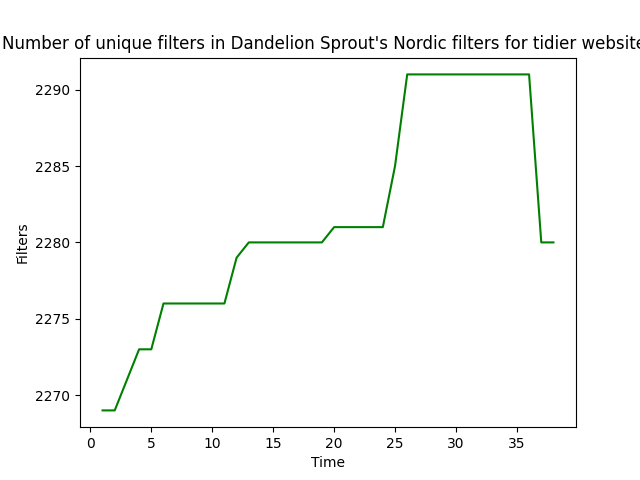 Number of unique filters in Dandelion Sprout's Nordic filters for tidier website
2290
2285
2280
2275
2270
Filters
0 5 10 15 20 25 30 35
Time